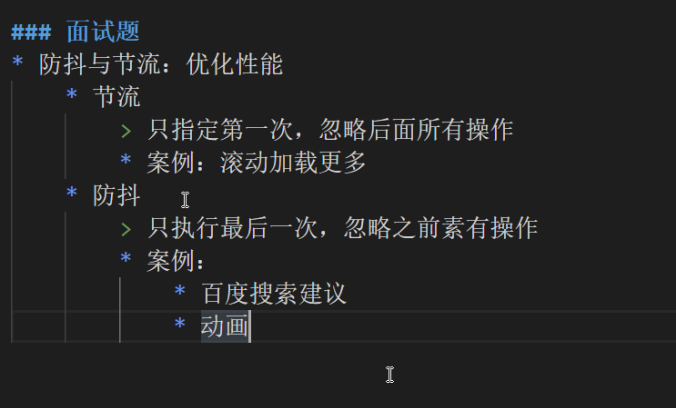 ### 面试题
* 防抖与节流：优化性能
* 节流
> 只指定第一次，忽略后面所有操作
* 案例：滚动加载更多
* 防抖
> 只执行最后一次，忽略之前素有操作
* 案例：
* 百度搜索建议
* 动画